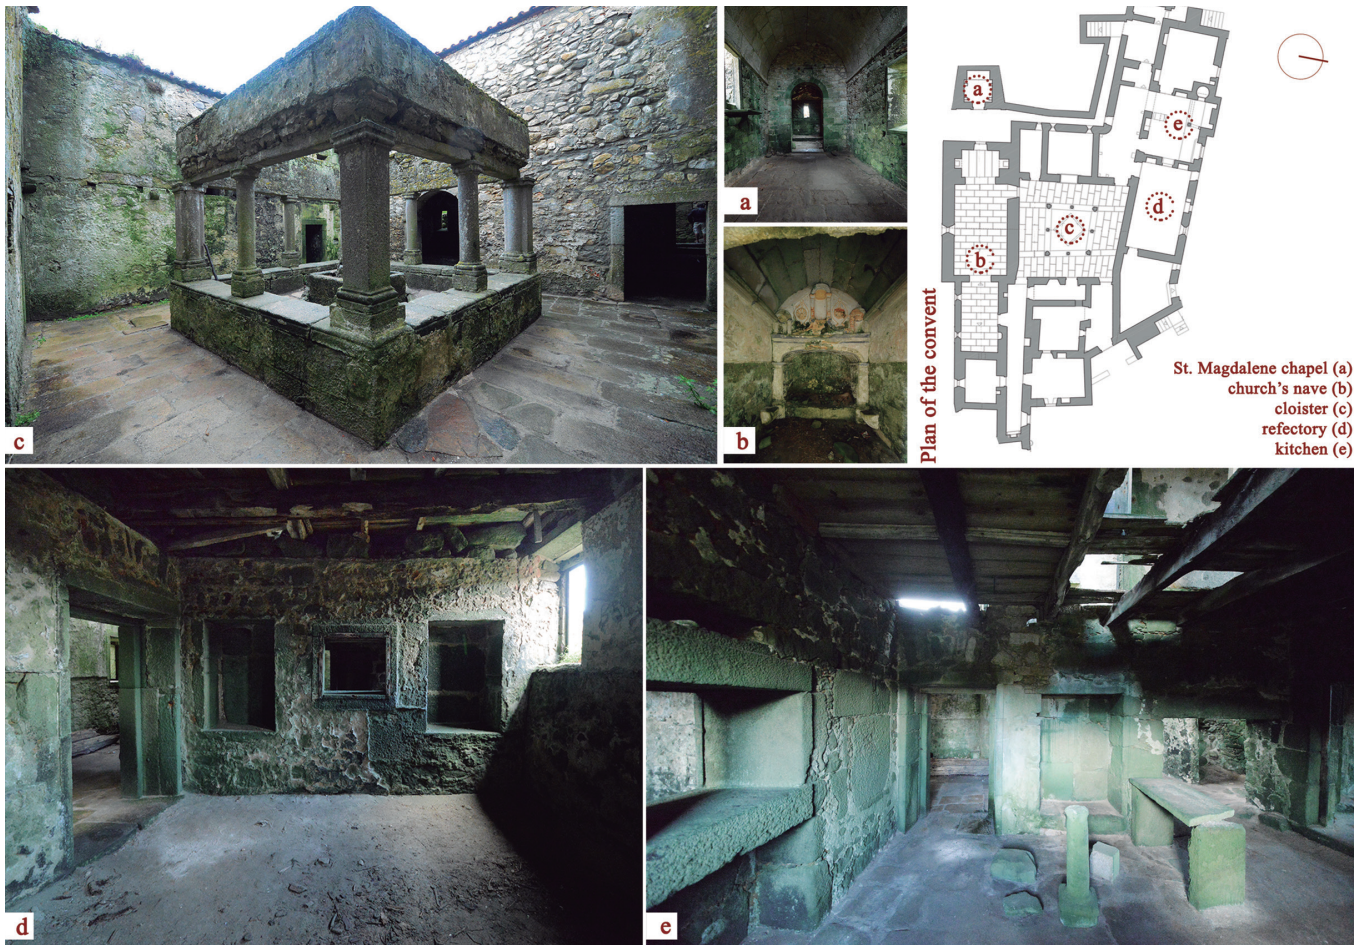 c
a
b
Plan of the convent
a
e
d
c
b
St. Magdalene chapel (a)
church's nave (b)
cloister (c)
refectory (d)
kitchen (e)
d
e